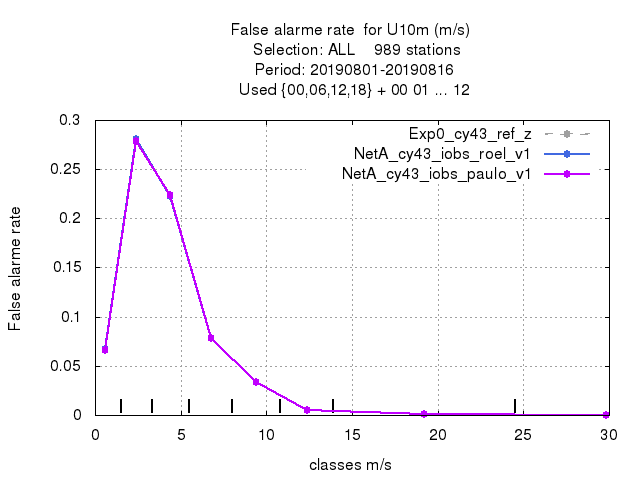 False alarme rate  for U10m (m/s)
Selection: ALL    989 stations
Period: 20190801-20190816
Used {00,06,12,18} + 00 01 ... 12
Exp0_cy43_ref_z
NetA_cy43_iobs_roel_v1
NetA_cy43_iobs_paulo_v1
False alarme rate
0.3
0.25
0.2
0.15
0.1
0.05
0
0 5 10 15 20 25 30
classes m/s